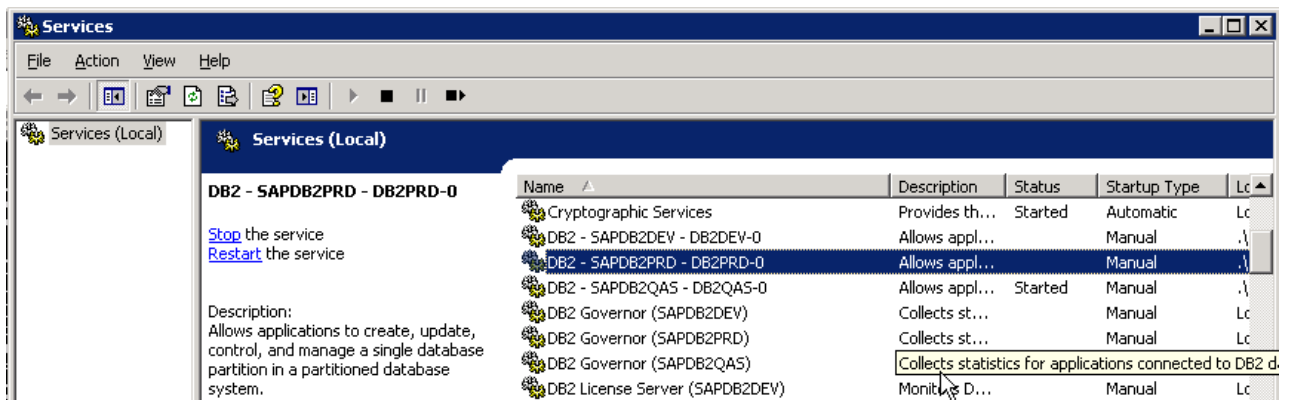 Services
File Action View Help
Services (Local)
Services (Local)
DB2 - SAPDB2PRD - DB2PRD-0
Stop the service
Restart the service
Description:
Allows applications to create, update,
control, and manage a single database
partition in a partitioned database
system.
Name Description Status Startup Type
Cryptographic Services Provides th... Started Automatic
DB2 - SAPDB2DEV - DB2DEV-0 Allows appl... Manual .\
DB2 - SAPDB2PRD - DB2PRD-0 Allows appl... Manual .\
DB2 - SAPDB2QAS - DB2QAS-0 Allows appl... Started Manual .\
DB2 Governor (SAPDB2DEV) Collects st... Manual
DB2 Governor (SAPDB2PRD) Collects st... Manual
DB2 Governor (SAPDB2QAS) Collects statistics for applications connected to DB2
DB2 License Server (SAPDB2DEV) Manual